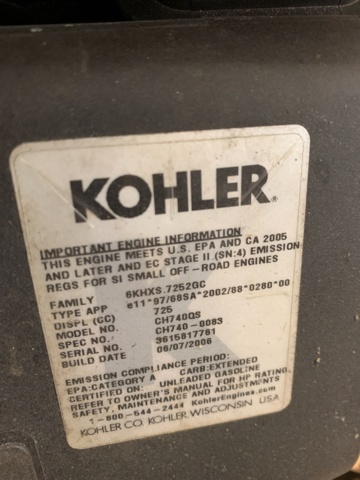 KOHLER®
IMPORTANT ENGINE INFORMATION
THIS ENGINE MEETS U.S. EPA AND CA 2005
AND LATER AND EC STAGE II (SN:4) EMISSION
REGS FOR SI SMALL OFF-ROAD ENGINES
FAMILY 6KHXS.7252GC
TYPE APP e11*97/68SA*2002/88*0280*00
DISPL (CC) 725
MODEL NO. CH740QS
SPEC NO. CH740-0083
SERIAL NO. 3615817761
BUILD DATE 06/07/2006
EMISSION COMPLIANCE PERIOD:
EPA:CATEGORY A CARB:EXTENDED
CERTIFIED ON: UNLEADED GASOLINE
REFER TO OWNER'S MANUAL FOR HP RATING,
SAFETY, MAINTENANCE AND ADJUSTMENTS
1-800-544-2444 KohlerEngines.com
KOHLER CO. KOHLER, WISCONSIN USA